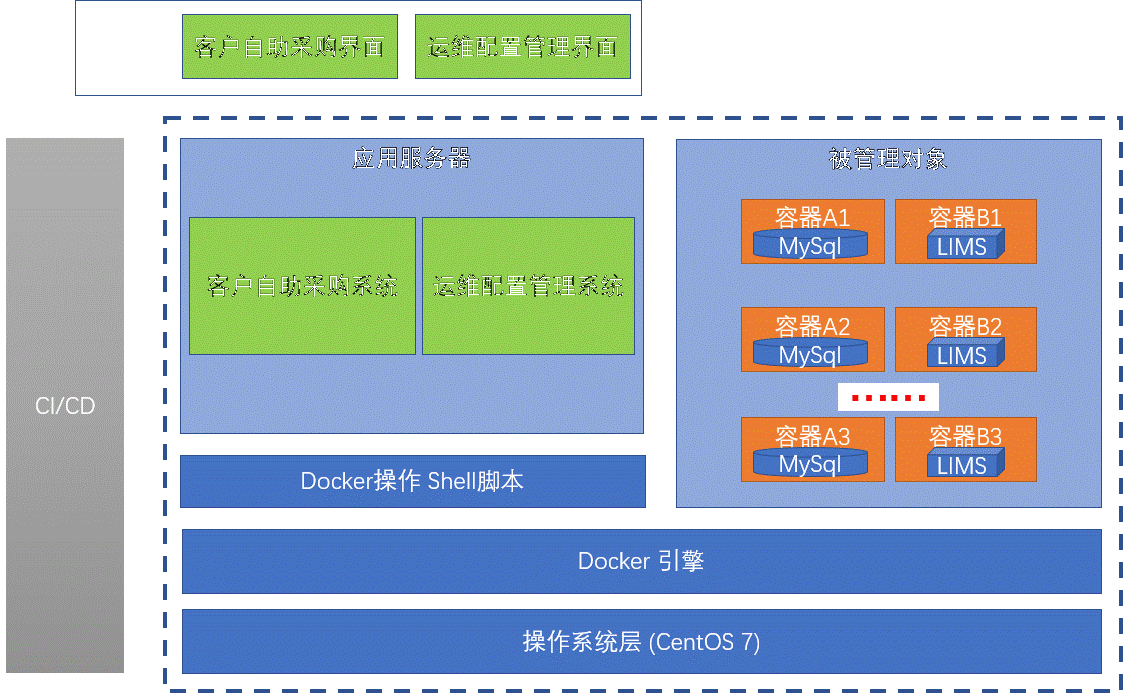 客户自助采购界面
运维配置管理界面
CI/CD
应用服务器
客户自助采购系统
运维配置管理系统
被管理对象
容器A1
MySql
容器B1
LIMS
容器A2
MySql
容器B2
LIMS
......
容器A3
MySql
容器B3
LIMS
Docker操作 Shell脚本
Docker 引擎
操作系统层 (CentOS 7)